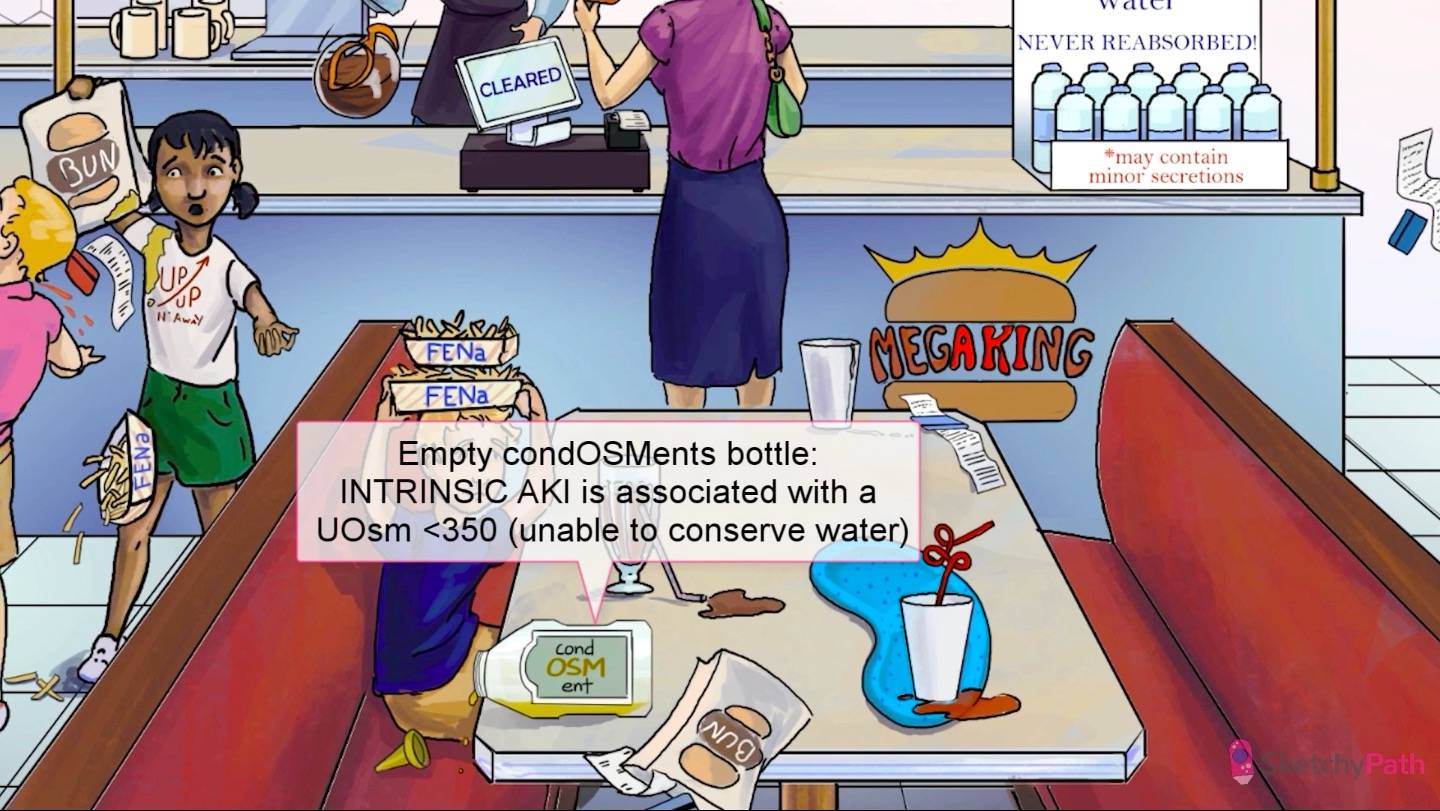 water
NEVER REABSORBED!
*may contain
minor secretions
CLEARED
BUN
UP
UP
N' AWAY
FENa
FENa
FENa
MEGAKING
Empty condOSMents bottle:
INTRINSIC AKI is associated with a
UOsm <350 (unable to conserve water)
cond
OSM
ent
BUN
SketchyPath